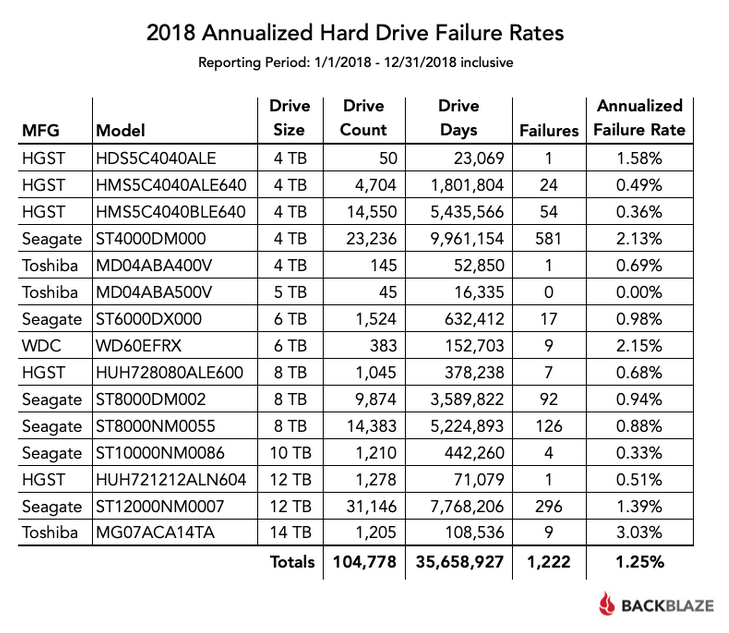 2018 Annualized Hard Drive Failure Rates
Reporting Period: 1/1/2018 - 12/31/2018 inclusive
MFG Model Drive Size Drive Count Drive Days Failures Annualized Failure Rate
HGST HDS5C4040ALE 4 TB 50 23,069 1 1.58%
HGST HMS5C4040ALE640 4 TB 4,704 1,801,804 24 0.49%
HGST HMS5C4040BLE640 4 TB 14,550 5,435,566 54 0.36%
Seagate ST4000DM000 4 TB 23,236 9,961,154 581 2.13%
Toshiba MD04ABA400V 4 TB 145 52,850 1 0.69%
Toshiba MD04ABA500V 5 TB 45 16,335 0 0.00%
Seagate ST6000DX000 6 TB 1,524 632,412 17 0.98%
WDC WD60EFRX 6 TB 383 152,703 9 2.15%
HGST HUH728080ALE600 8 TB 1,045 378,238 7 0.68%
Seagate ST8000DM002 8 TB 9,874 3,589,822 92 0.94%
Seagate ST8000NM0055 8 TB 14,383 5,224,893 126 0.88%
Seagate ST10000NM0086 10 TB 1,210 442,260 4 0.33%
HGST HUH721212ALN604 12 TB 1,278 71,079 1 0.51%
Seagate ST12000NM0007 12 TB 31,146 7,768,206 296 1.39%
Toshiba MG07ACA14TA 14 TB 1,205 108,536 9 3.03%
Totals 104,778 35,658,927 1,222 1.25%
BACKBLAZE